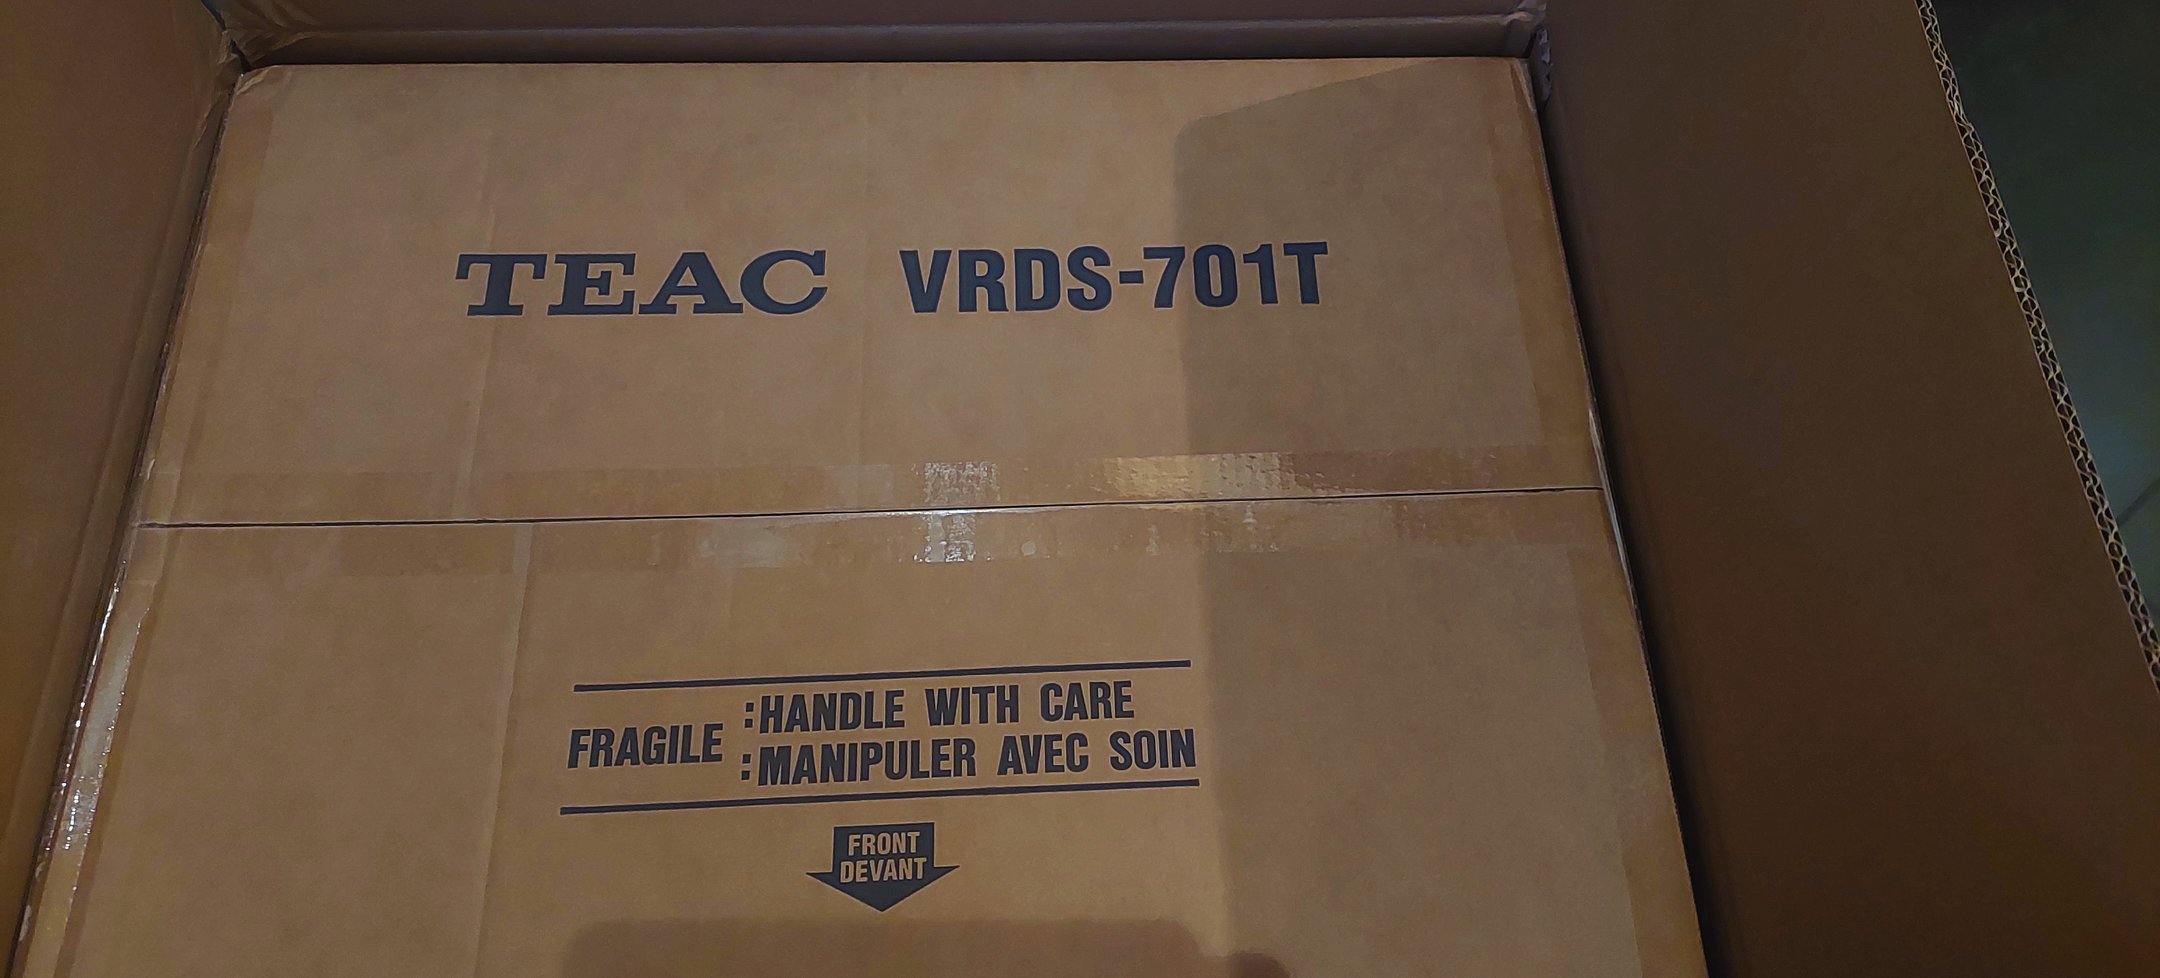 TEAC VRDS-701T
FRAGILE :HANDLE WITH CARE
:MANIPULER AVEC SOIN
FRONT
DEVANT